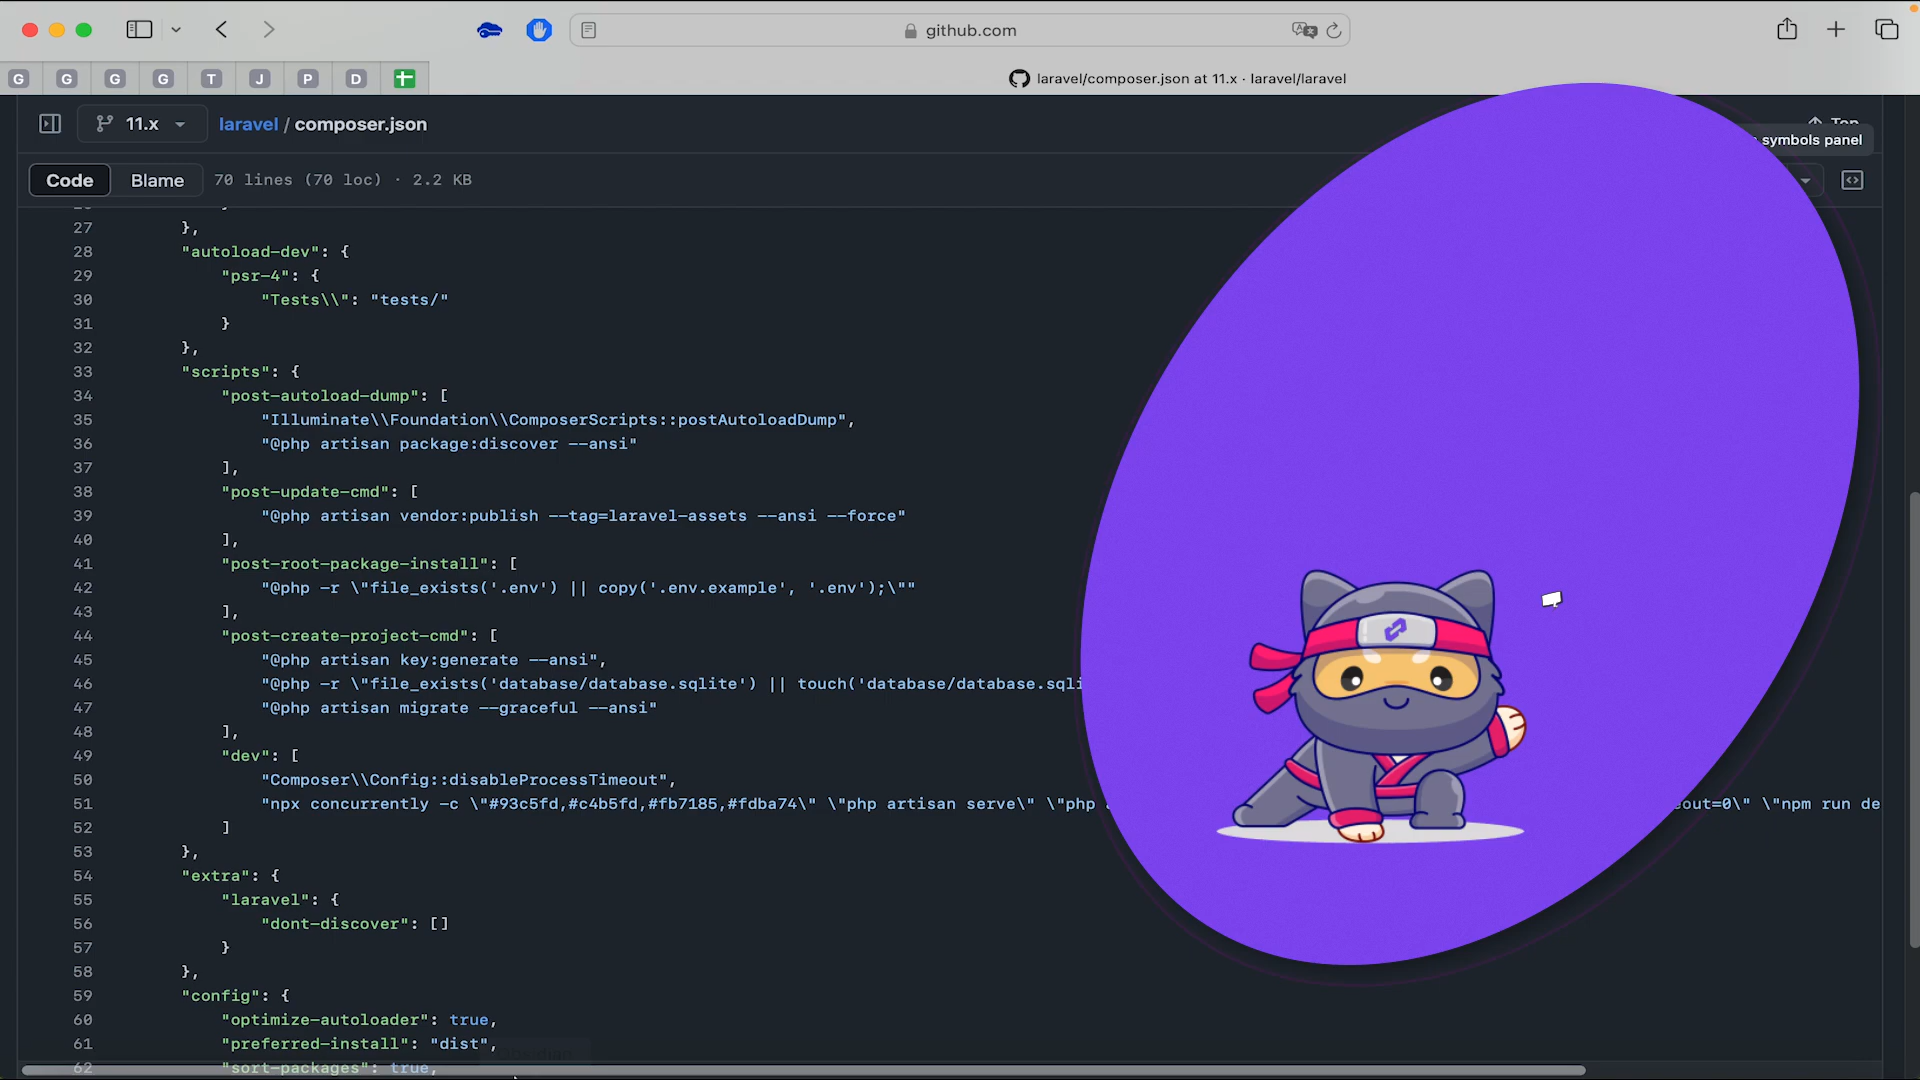 github.com
G G G G T J P D
laravel/composer.json at 11.x · laravel/laravel
11.x laravel / composer.json
symbols panel
Code Blame 70 lines (70 loc) · 2.2 KB
27 },
28 "autoload-dev": {
29 "psr-4": {
30 "Tests\\": "tests/"
31 }
32 },
33 "scripts": {
34 "post-autoload-dump": [
35 "Illuminate\\Foundation\\ComposerScripts::postAutoloadDump",
36 "@php artisan package:discover --ansi"
37 ],
38 "post-update-cmd": [
39 "@php artisan vendor:publish --tag=laravel-assets --ansi --force"
40 ],
41 "post-root-package-install": [
42 "@php -r \"file_exists('.env') || copy('.env.example', '.env');\""
43 ],
44 "post-create-project-cmd": [
45 "@php artisan key:generate --ansi",
46 "@php -r \"file_exists('database/database.sqlite') || touch('database/database.sqli
47 "@php artisan migrate --graceful --ansi"
48 ],
49 "dev": [
50 "Composer\\Config::disableProcessTimeout",
51 "npx concurrently -c \"#93c5fd,#c4b5fd,#fb7185,#fdba74\" \"php artisan serve\" \"php out=0\" \"npm run de
52 ]
53 },
54 "extra": {
55 "laravel": {
56 "dont-discover": []
57 }
58 },
59 "config": {
60 "optimize-autoloader": true,
61 "preferred-install": "dist",
62 "sort-packages": true,